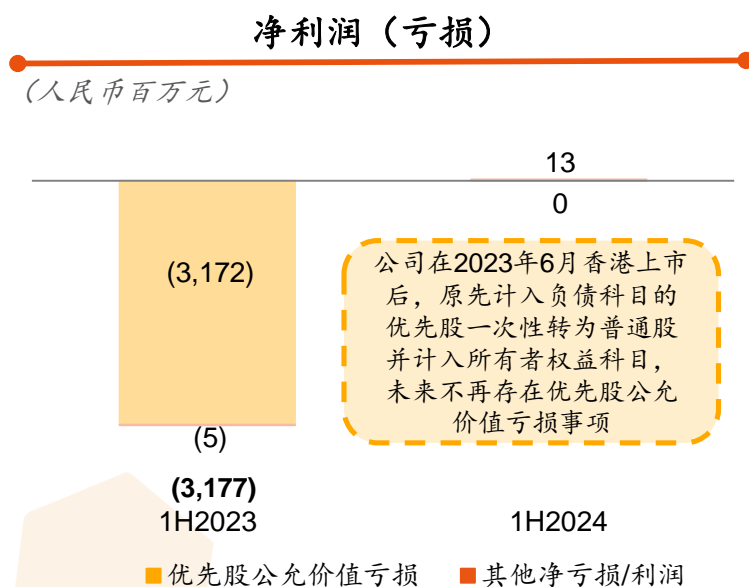 净利润（亏损）
(人民币百万元)
13
0
(3,172)
公司在2023年6月香港上市
后，原先计入负债科目的
优先股一次性转为普通股
并计入所有者权益科目，
未来不再存在优先股公允
价值亏损事项
(5)
(3,177)
1H2023
1H2024
优先股公允价值亏损
其他净亏损/利润